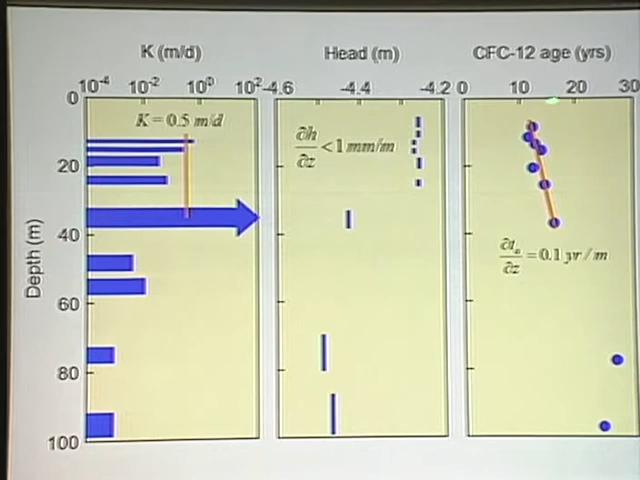 K (m/d) Head (m) CFC-12 age (yrs)
10⁻⁴ 10⁻² 10⁰ 10² -4.6 -4.4 -4.2 0 10 20 30
0
K = 0.5 m/d
∂h/∂z < 1 mm/m
20
40
∂tₐ/∂z = 0.1 yr/m
Depth (m)
60
80
100